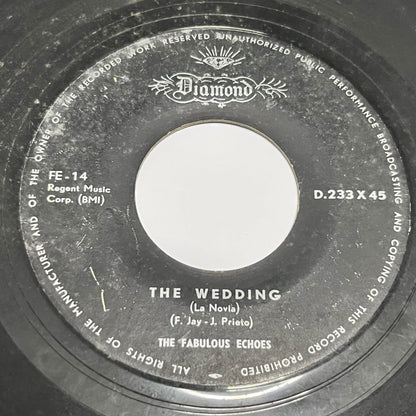 ALL RIGHTS OF THE MANUFACTURER AND OF THE OWNER OF THE RECORDED WORK RESERVED UNAUTHORIZED PUBLIC PERFORMANCE BROADCASTING AND COPYING OF THIS RECORD PROHIBITED
Diamond
FE-14
Regent Music
Corp. (BMI)
D.233 X 45
THE WEDDING
(La Novia)
(F. Jay - J. Prieto)
THE FABULOUS ECHOES